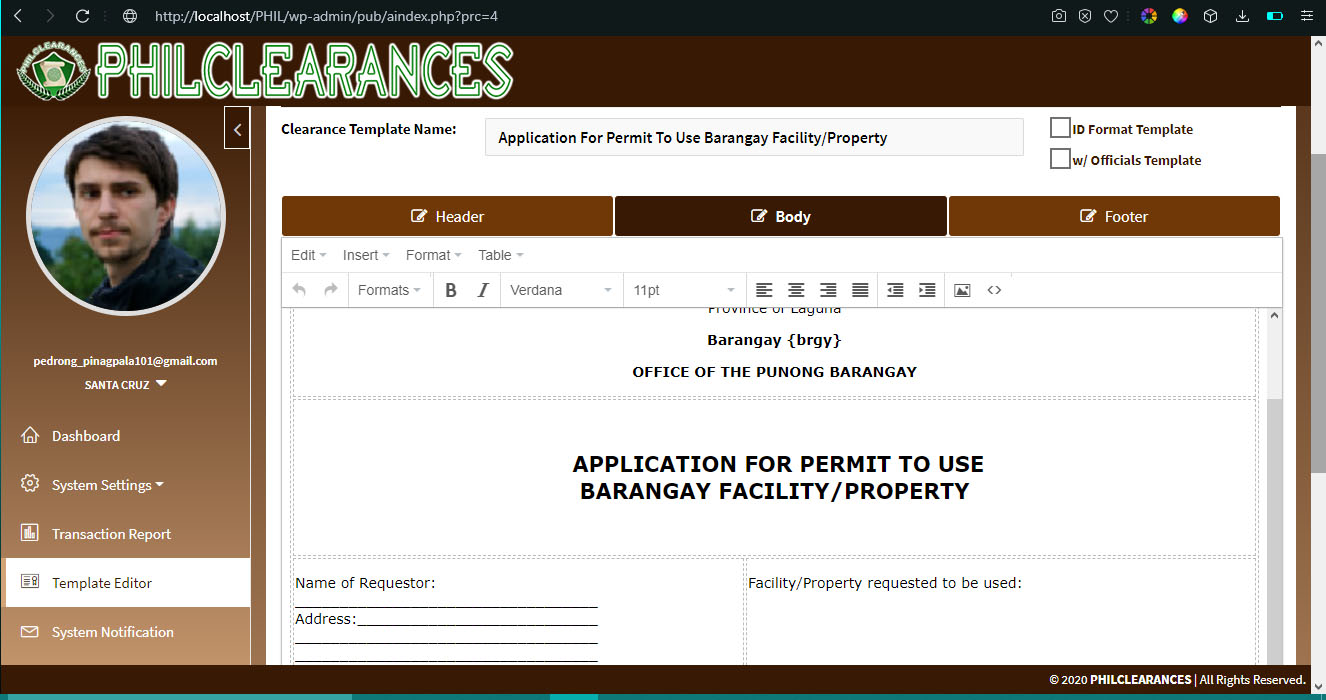 http://localhost/PHIL/wp-admin/pub/aindex.php?prc=4
PHILCLEARANCES
PHILCLEARANCES
Clearance Template Name:
Application For Permit To Use Barangay Facility/Property
ID Format Template
w/ Officials Template
Header
Body
Footer
Edit Insert Format Table
Formats B I Verdana 11pt
Province of Laguna
Barangay {brgy}
OFFICE OF THE PUNONG BARANGAY
APPLICATION FOR PERMIT TO USE
BARANGAY FACILITY/PROPERTY
Name of Requestor:
__________________________________
Address:___________________________
__________________________________
__________________________________
Facility/Property requested to be used:
pedrong_pinagpala101@gmail.com
SANTA CRUZ
Dashboard
System Settings
Transaction Report
Template Editor
System Notification
© 2020 PHILCLEARANCES | All Rights Reserved.